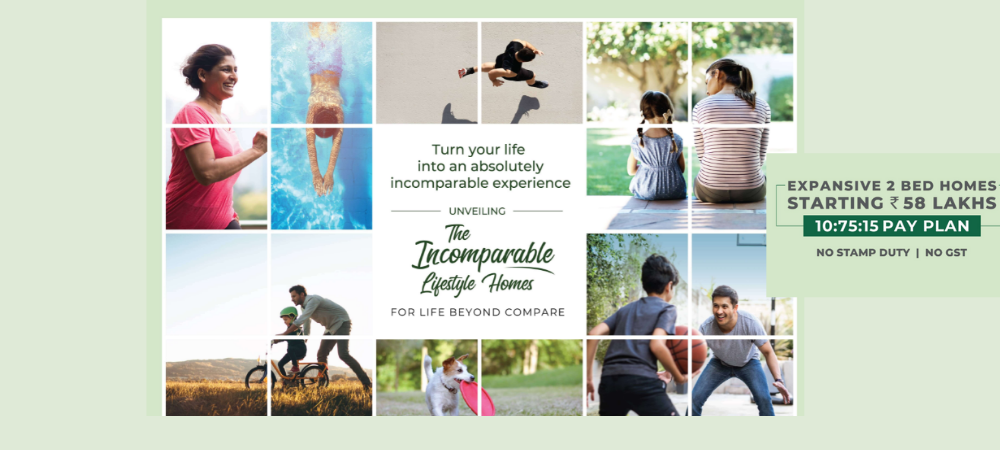 Turn your life
into an absolutely
incomparable experience
UNVEILING
The
Incomparable
Lifestyle Homes
FOR LIFE BEYOND COMPARE
EXPANSIVE 2 BED HOMES
STARTING ₹ 58 LAKHS
10:75:15 PAY PLAN
NO STAMP DUTY | NO GST